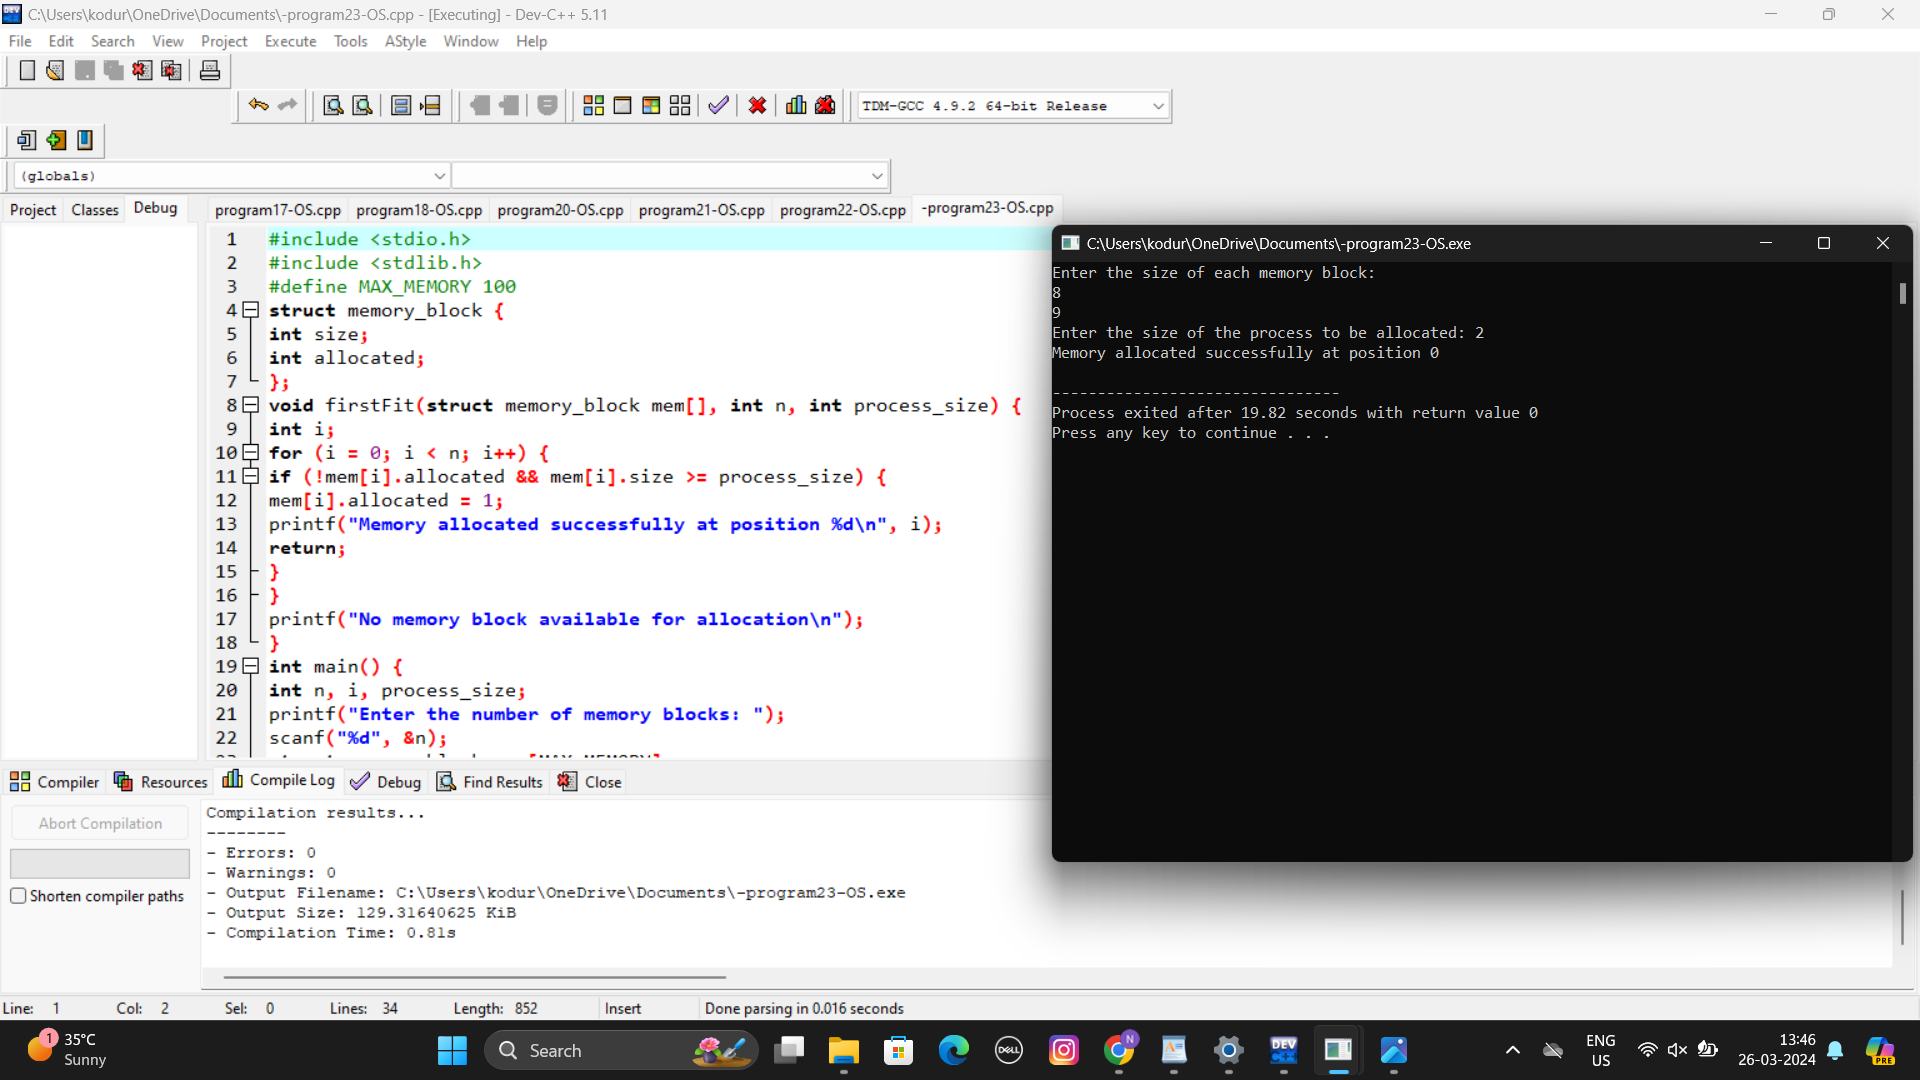 C:\Users\kodur\OneDrive\Documents\-program23-OS.cpp - [Executing] - Dev-C++ 5.11
File Edit Search View Project Execute Tools AStyle Window Help
TDM-GCC 4.9.2 64-bit Release
(globals)
Project Classes Debug
program17-OS.cpp program18-OS.cpp program20-OS.cpp program21-OS.cpp program22-OS.cpp -program23-OS.cpp
1 #include <stdio.h>
2 #include <stdlib.h>
3 #define MAX_MEMORY 100
4 struct memory_block {
5 int size;
6 int allocated;
7 };
8 void firstFit(struct memory_block mem[], int n, int process_size) {
9 int i;
10 for (i = 0; i < n; i++) {
11 if (!mem[i].allocated && mem[i].size >= process_size) {
12 mem[i].allocated = 1;
13 printf("Memory allocated successfully at position %d\n", i);
14 return;
15 }
16 }
17 printf("No memory block available for allocation\n");
18 }
19 int main() {
20 int n, i, process_size;
21 printf("Enter the number of memory blocks: ");
22 scanf("%d", &n);
C:\Users\kodur\OneDrive\Documents\-program23-OS.exe
Enter the size of each memory block:
8
9
Enter the size of the process to be allocated: 2
Memory allocated successfully at position 0
--------------------------------
Process exited after 19.82 seconds with return value 0
Press any key to continue . . .
Compiler Resources Compile Log Debug Find Results Close
Abort Compilation
Shorten compiler paths
Compilation results...
--------
- Errors: 0
- Warnings: 0
- Output Filename: C:\Users\kodur\OneDrive\Documents\-program23-OS.exe
- Output Size: 129.31640625 KiB
- Compilation Time: 0.81s
Line: 1 Col: 2 Sel: 0 Lines: 34 Length: 852 Insert Done parsing in 0.016 seconds
1
35°C
Sunny
Search
DELL
N
DEV
ENG
US
13:46
26-03-2024
PRE